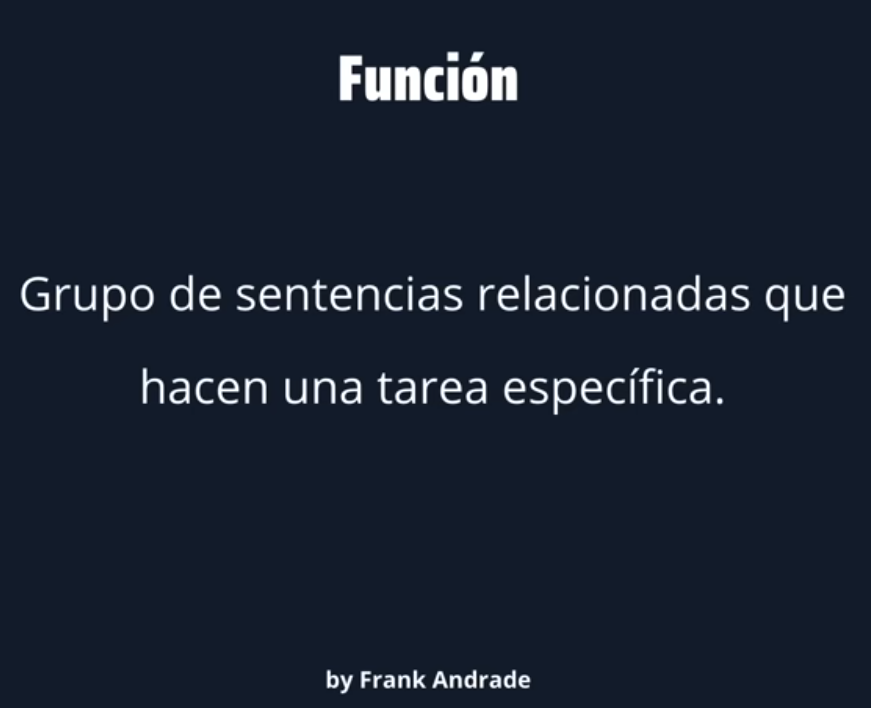 Función
Grupo de sentencias relacionadas que
hacen una tarea específica.
by Frank Andrade